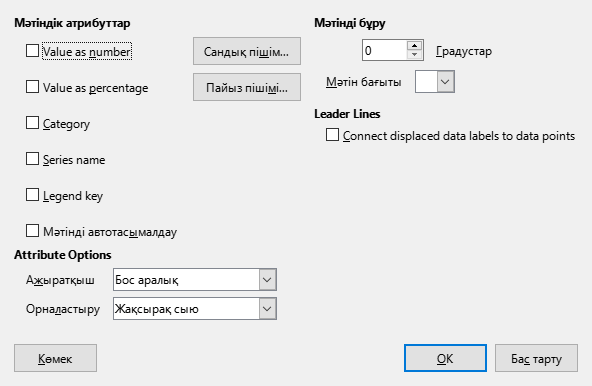 Мәтіндік атрибуттар
Value as number
Сандық пішім...
Value as percentage
Пайыз пішімі...
Category
Series name
Legend key
Мәтінді автотасымалдау
Attribute Options
Ажыратқыш
Бос аралық
Орналастыру
Жақсырақ сыю
Мәтінді бұру
0
Градустар
Мәтін бағыты
Leader Lines
Connect displaced data labels to data points
Көмек
OK
Бас тарту